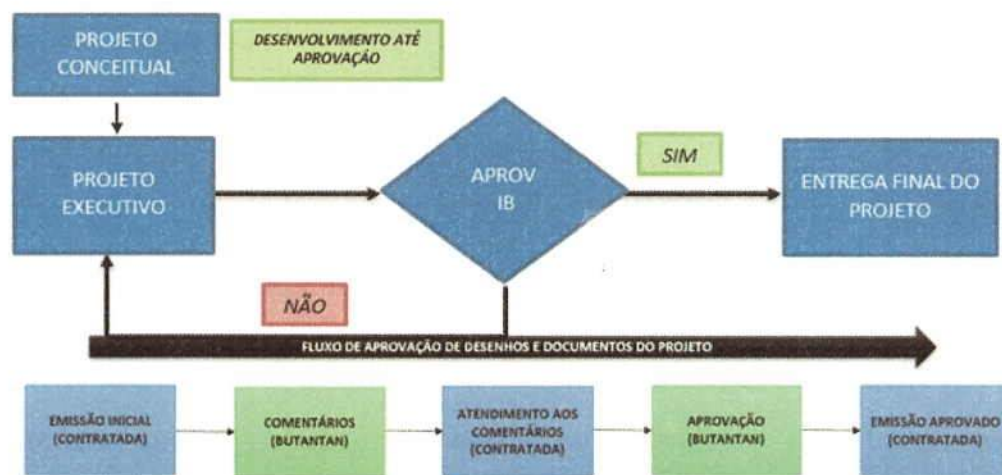 PROJETO
CONCEITUAL
DESENVOLVIMENTO ATÉ
APROVAÇÃO
PROJETO
EXECUTIVO
APROV
IB
SIM
ENTREGA FINAL DO
PROJETO
NÃO
FLUXO DE APROVAÇÃO DE DESENHOS E DOCUMENTOS DO PROJETO
EMISSÃO INICIAL
(CONTRATADA)
COMENTÁRIOS
(BUTANTAN)
ATENDIMENTO AOS
COMENTÁRIOS
(CONTRATADA)
APROVAÇÃO
(BUTANTAN)
EMISSÃO APROVADO
(CONTRATADA)